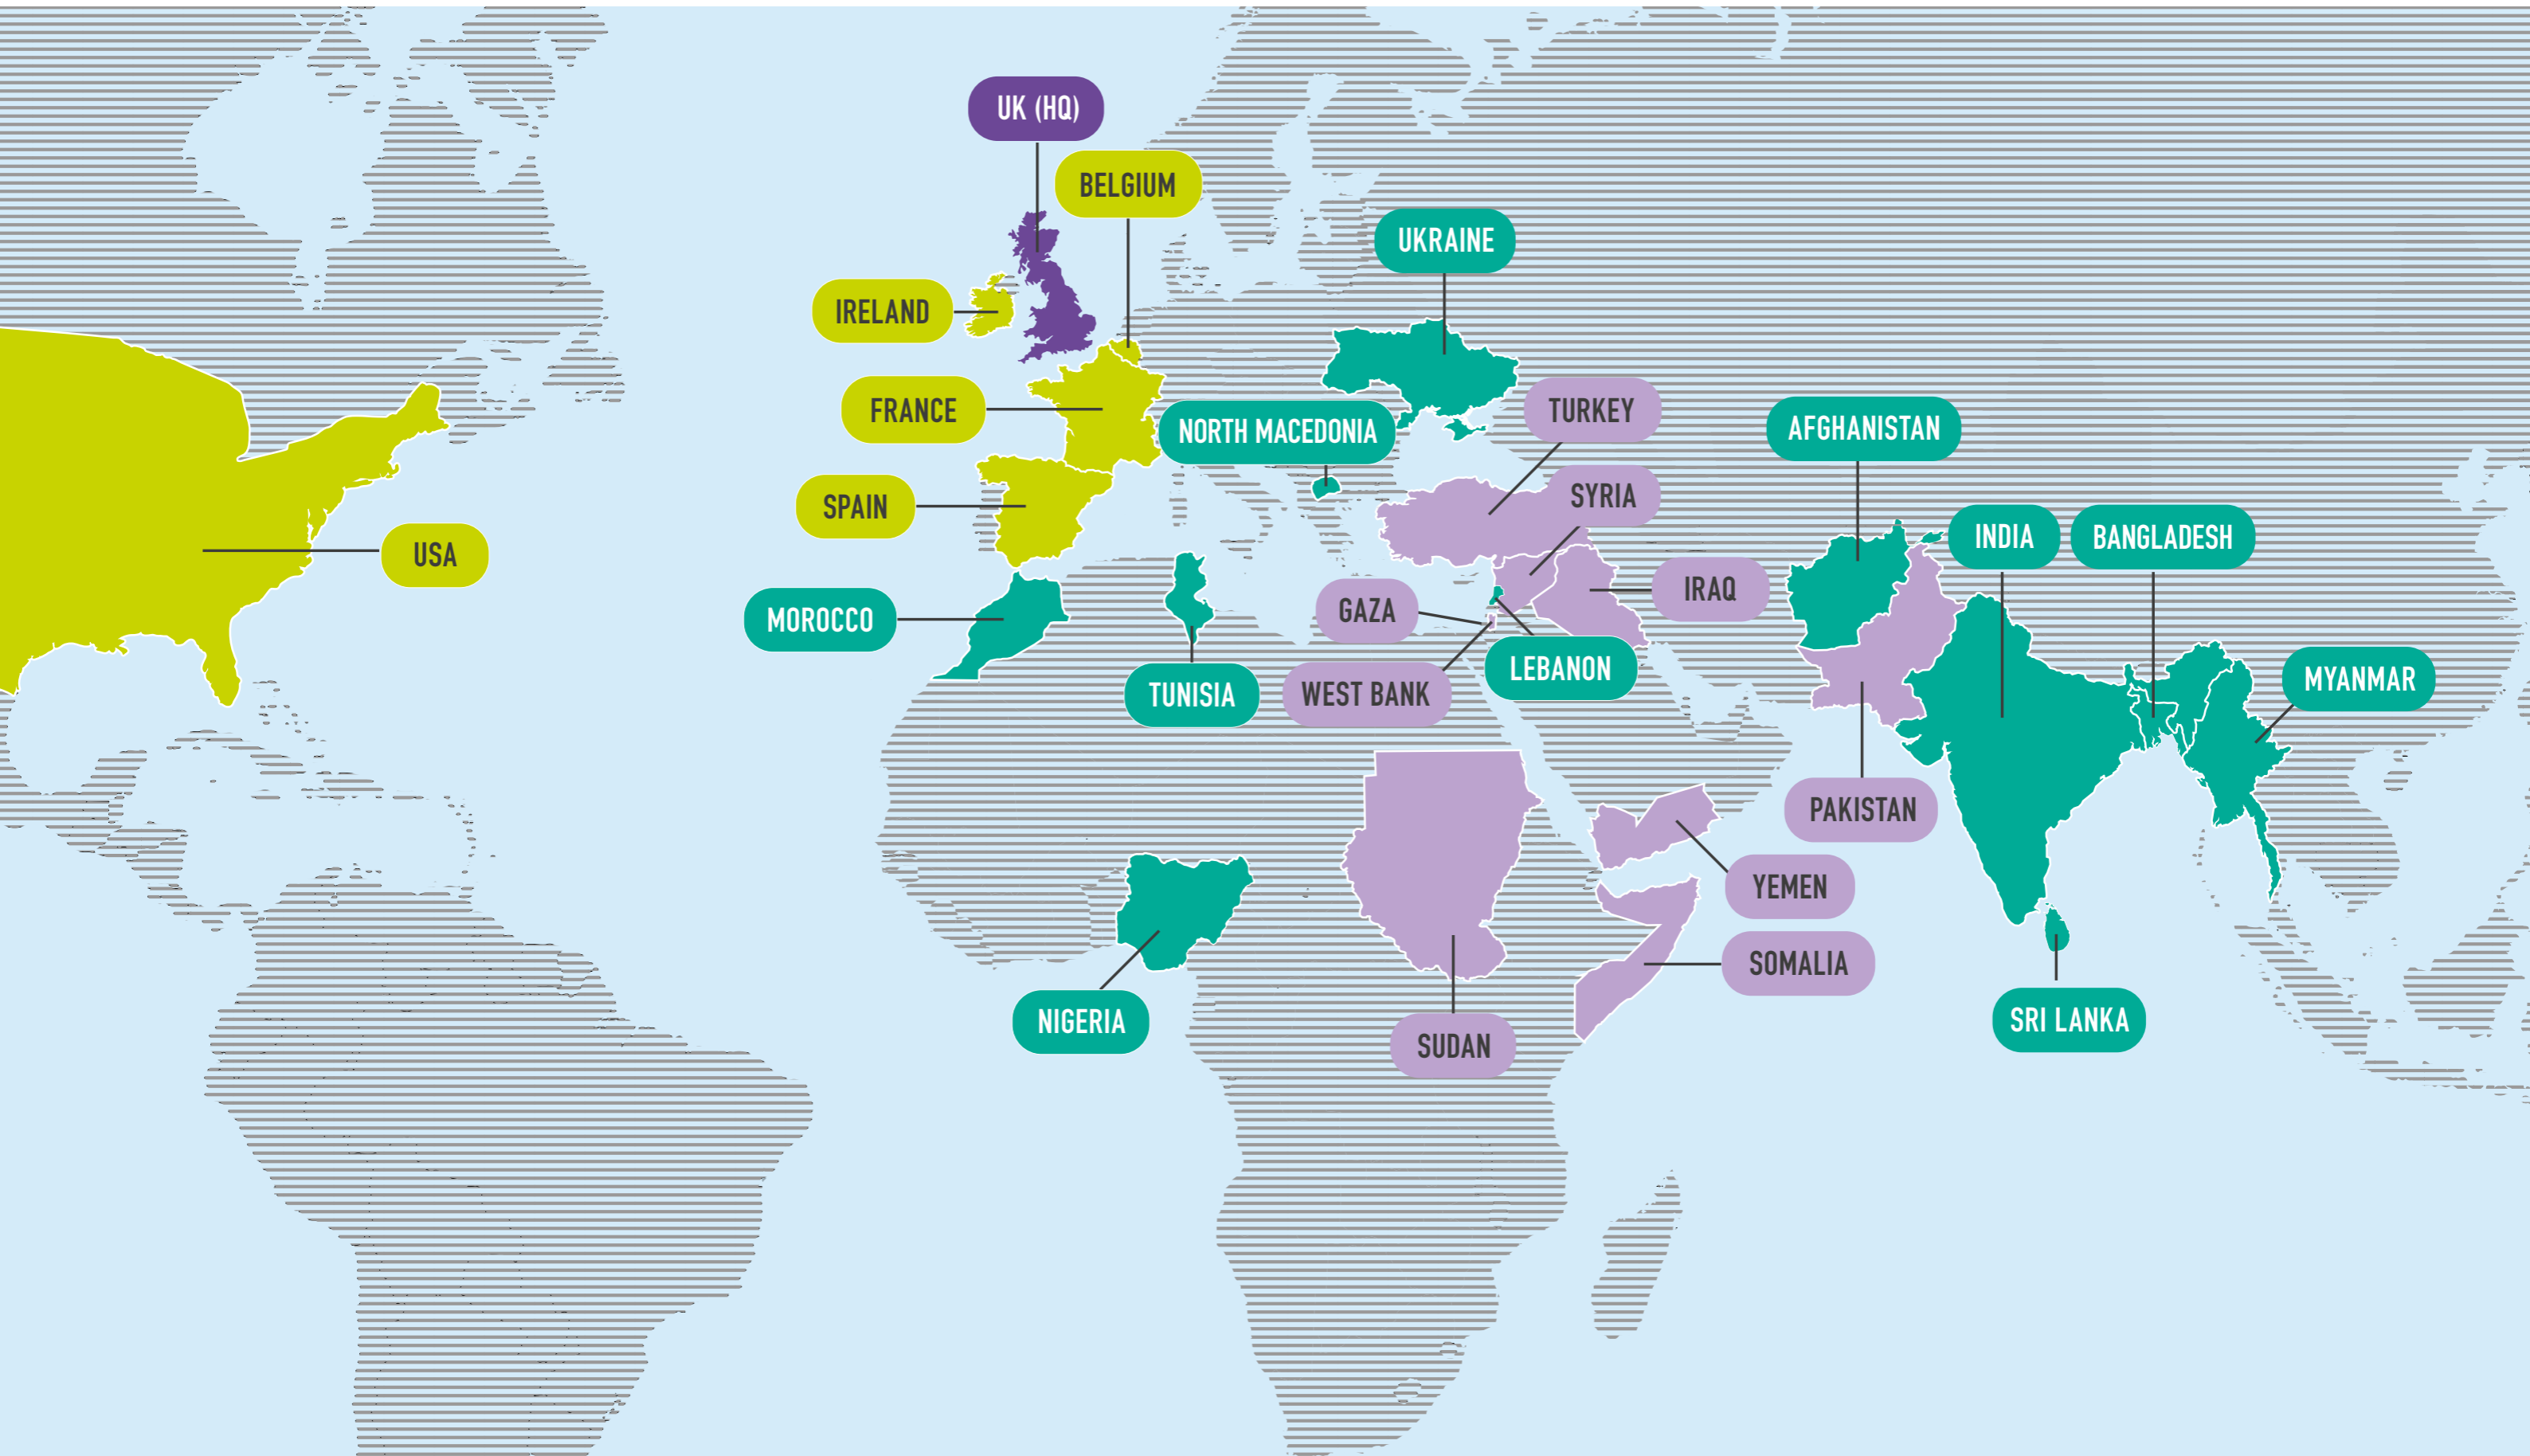 UK (HQ)
BELGIUM
UKRAINE
IRELAND
FRANCE
TURKEY
NORTH MACEDONIA
AFGHANISTAN
SYRIA
SPAIN
INDIA
BANGLADESH
USA
IRAQ
GAZA
MOROCCO
LEBANON
MYANMAR
TUNISIA
WEST BANK
PAKISTAN
YEMEN
SOMALIA
NIGERIA
SRI LANKA
SUDAN